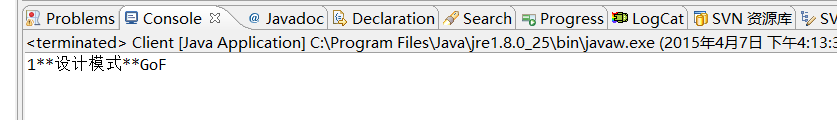 Problems Console Javadoc Declaration Search Progress LogCat SVN 资源库
<terminated> Client [Java Application] C:\Program Files\Java\jre1.8.0_25\bin\javaw.exe (2015年4月7日 下午4:13:3
1**设计模式**GoF